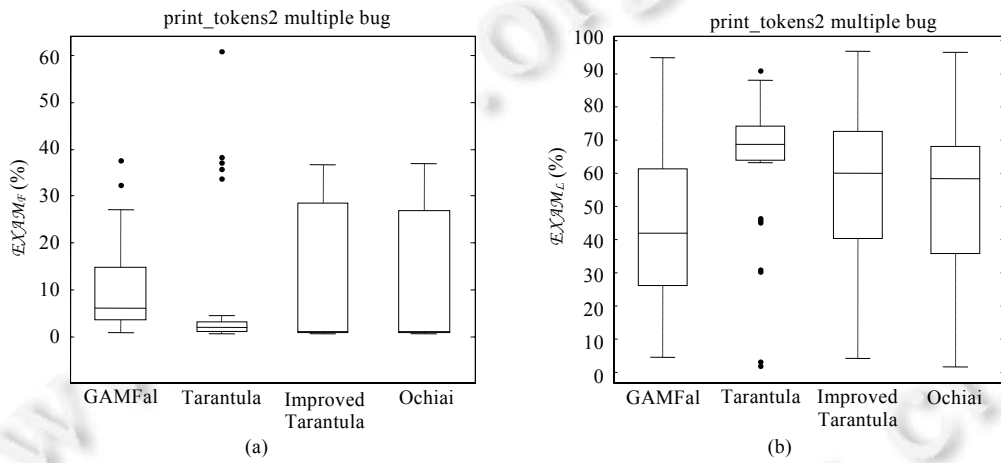 print_tokens2 multiple bug
60
50
40
30
20
10
0
EXAM_F (%)
GAMFal
Tarantula
Improved
Tarantula
Ochiai
(a)
print_tokens2 multiple bug
100
90
80
70
60
50
40
30
20
10
0
EXAM_L (%)
GAMFal
Tarantula
Improved
Tarantula
Ochiai
(b)